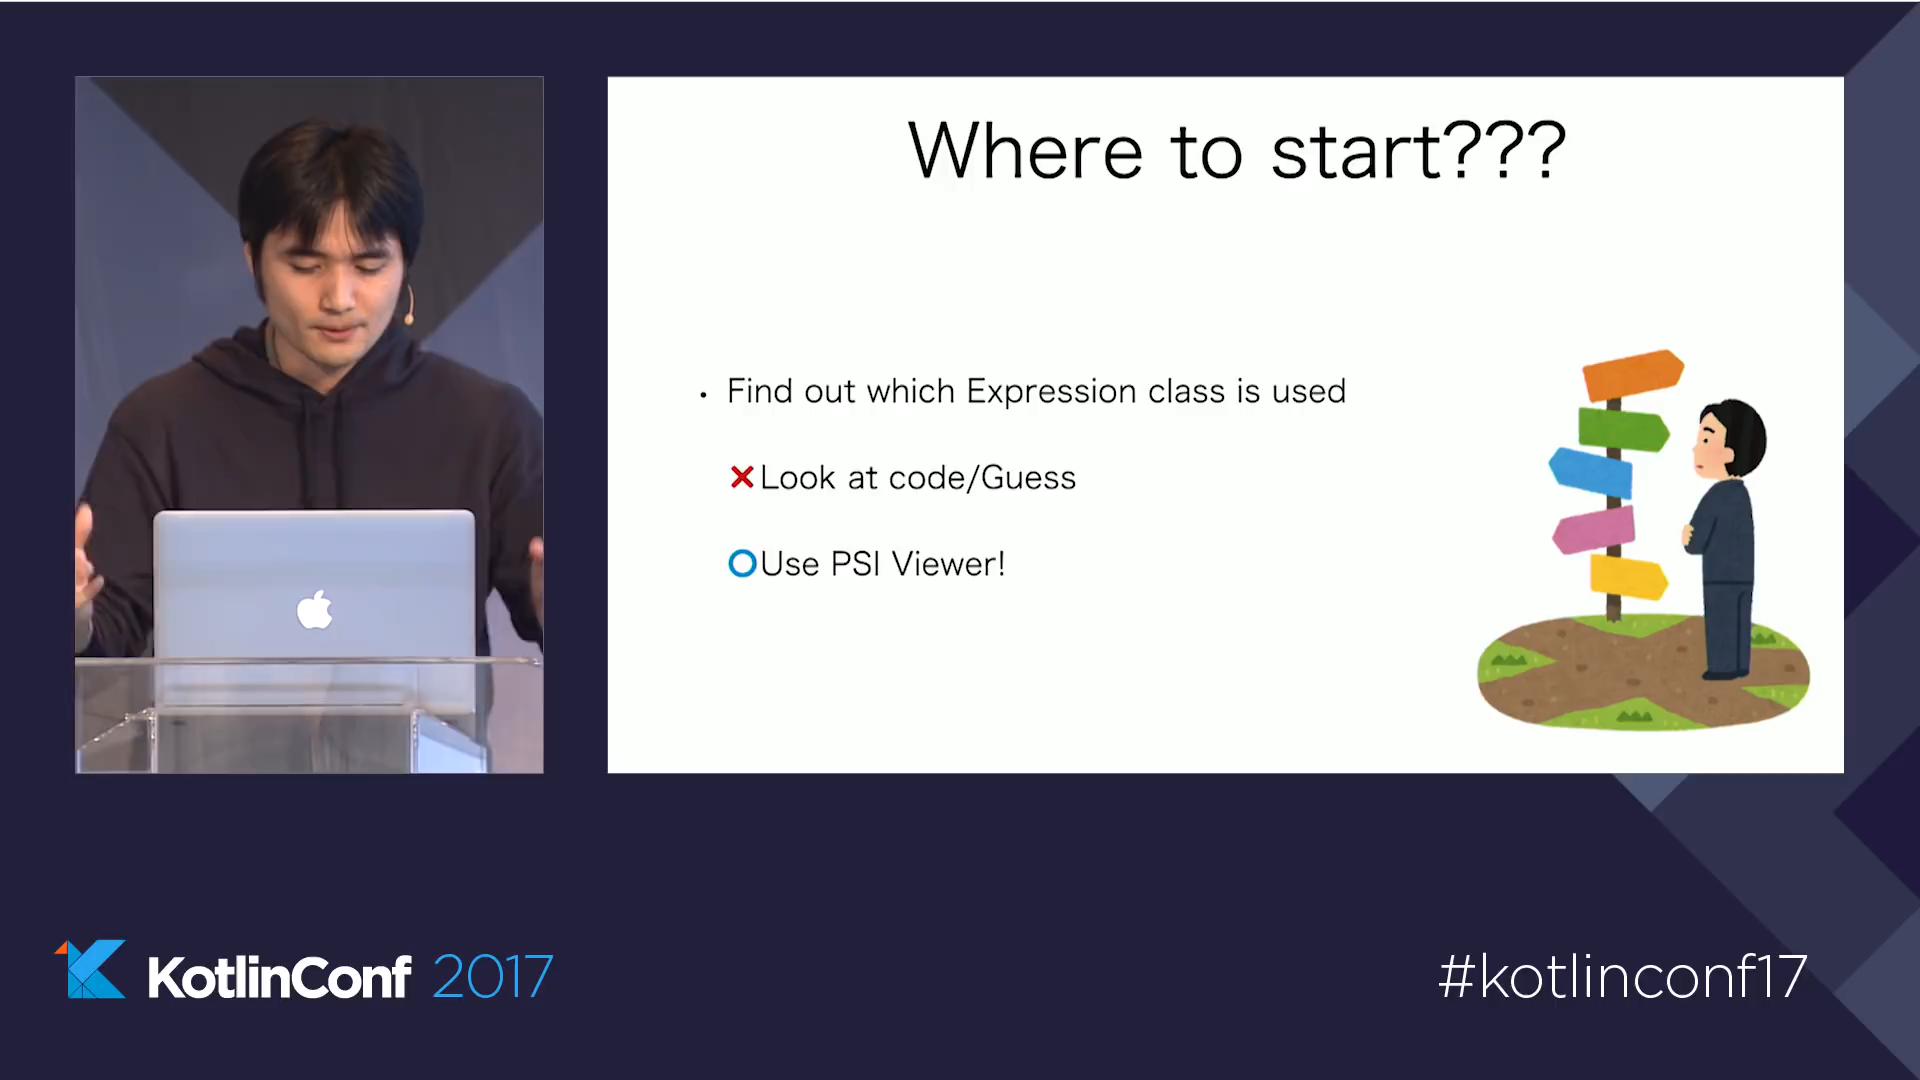 Where to start???
· Find out which Expression class is used
❌Look at code/Guess
⭕Use PSI Viewer!
KotlinConf 2017
#kotlinconf17